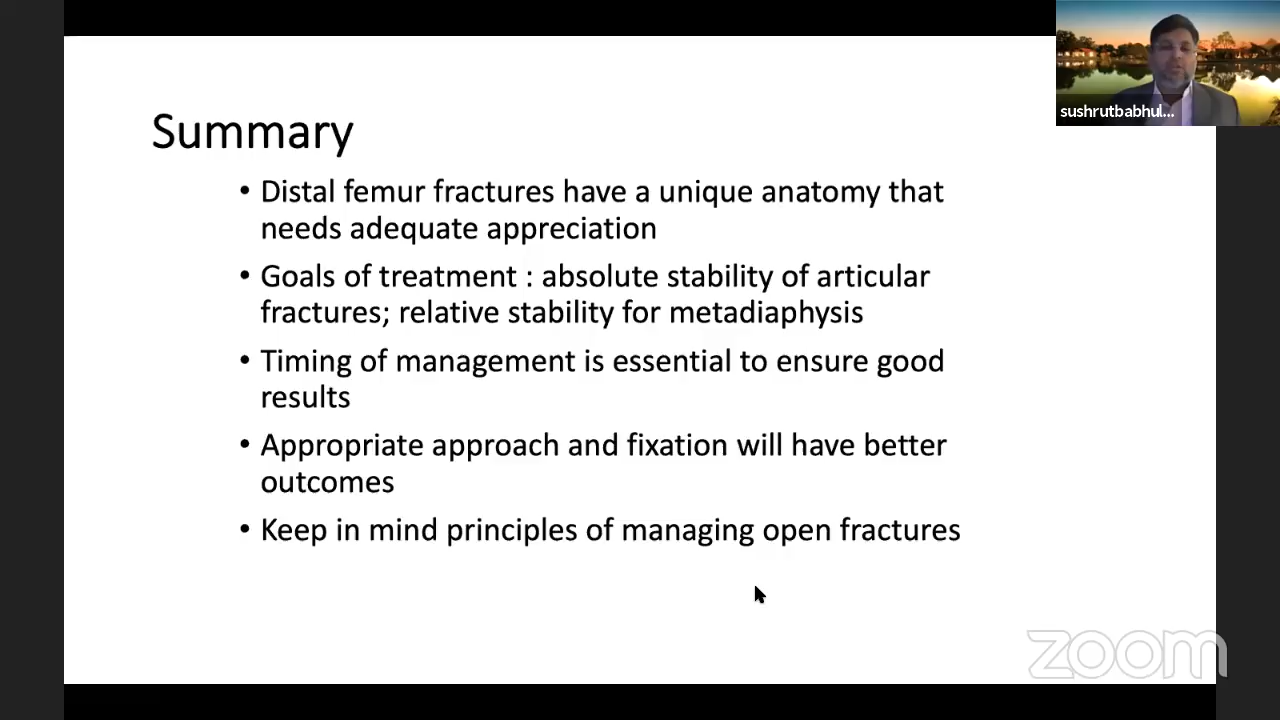 sushrutbabhul...
Summary
• Distal femur fractures have a unique anatomy that
needs adequate appreciation
• Goals of treatment : absolute stability of articular
fractures; relative stability for metadiaphysis
• Timing of management is essential to ensure good
results
• Appropriate approach and fixation will have better
outcomes
• Keep in mind principles of managing open fractures
zoom